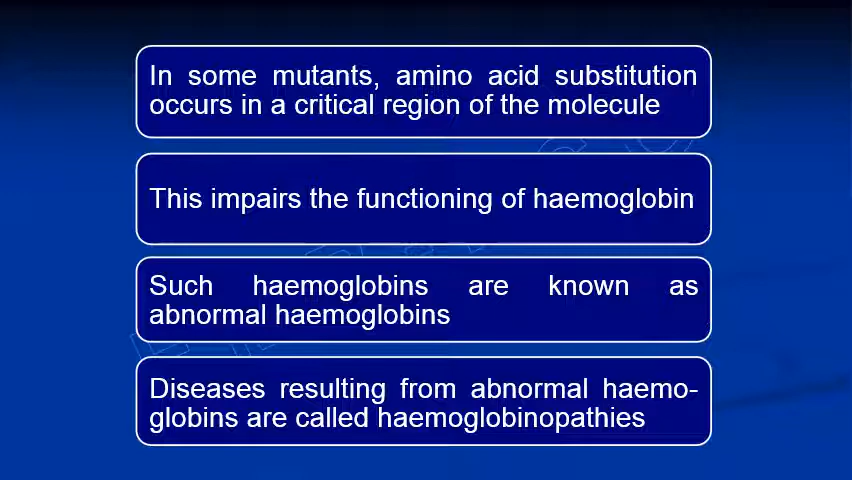 In some mutants, amino acid substitution
occurs in a critical region of the molecule
This impairs the functioning of haemoglobin
Such haemoglobins are known as
abnormal haemoglobins
Diseases resulting from abnormal haemo-
globins are called haemoglobinopathies